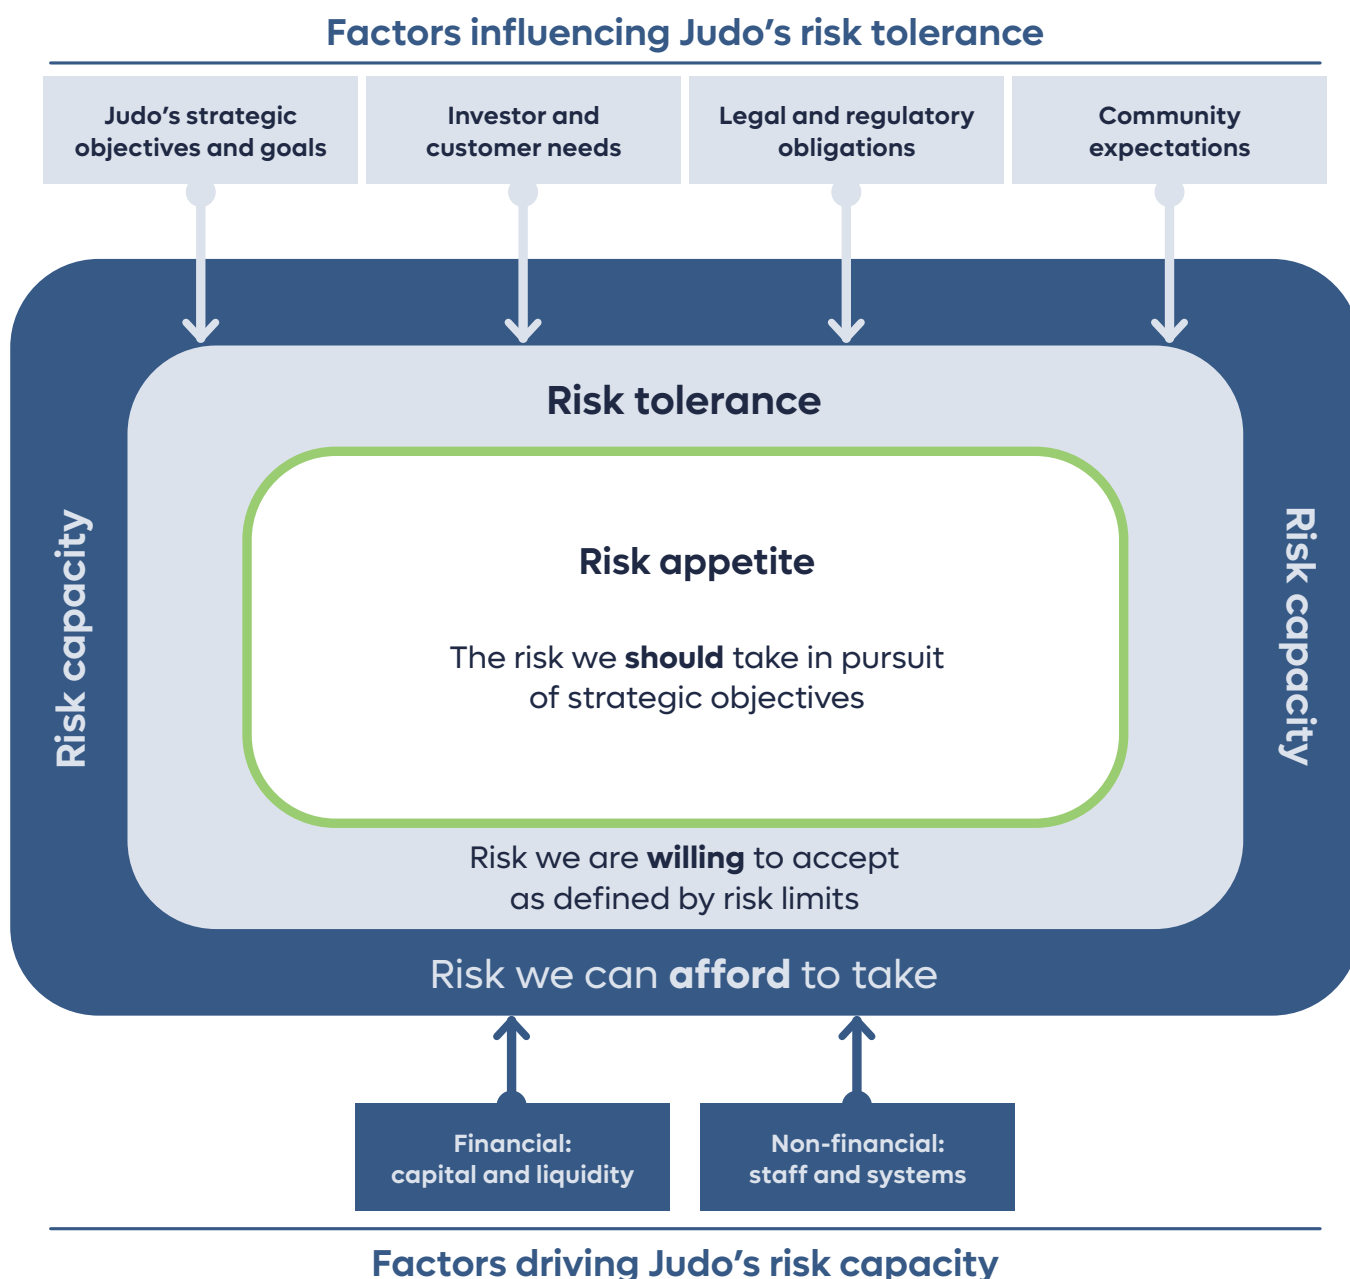 Factors influencing Judo's risk tolerance
Judo's strategic
objectives and goals
Investor and
customer needs
Legal and regulatory
obligations
Community
expectations
Risk tolerance
Risk capacity
Risk appetite
The risk we should take in pursuit
of strategic objectives
Risk capacity
Risk we are willing to accept
as defined by risk limits
Risk we can afford to take
Financial:
capital and liquidity
Non-financial:
staff and systems
Factors driving Judo's risk capacity